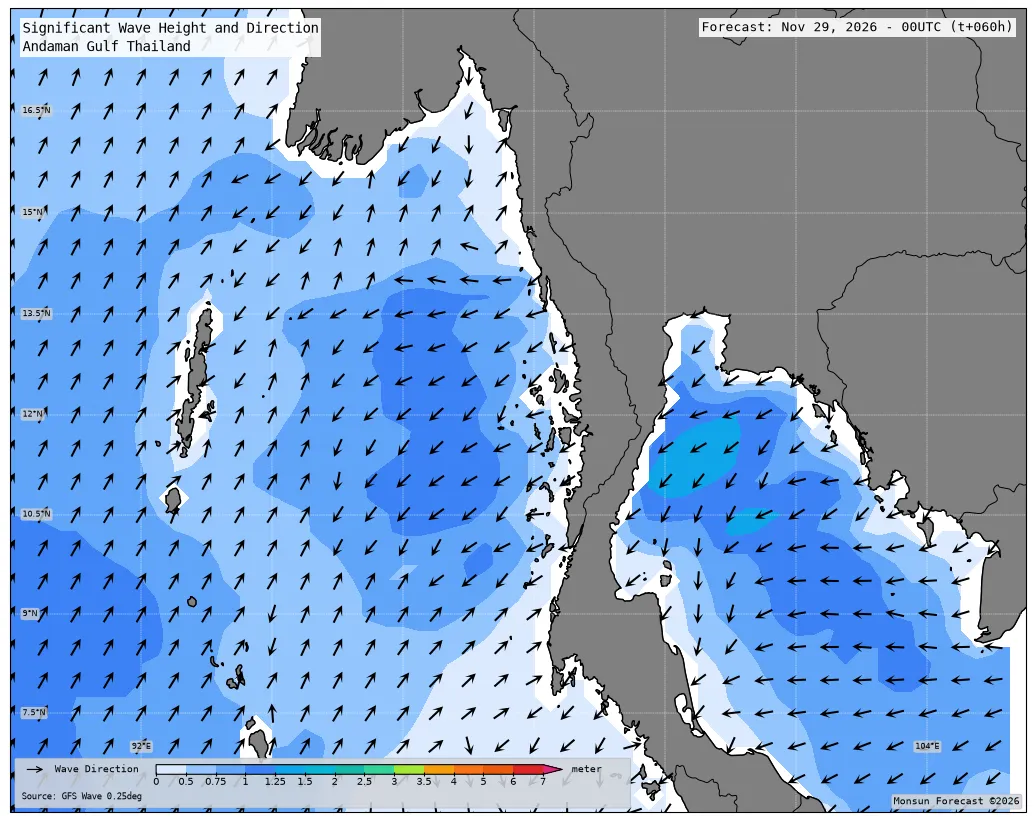 Significant Wave Height and Direction
Andaman Gulf Thailand
Forecast: Nov 29, 2026 - 00UTC (t+060h)
16.5°N
15°N
13.5°N
12°N
10.5°N
9°N
7.5°N
92°E
104°E
Wave Direction
meter
0 0.5 0.75 1 1.25 1.5 2 2.5 3 3.5 4 5 6 7
Source: GFS Wave 0.25deg
Monsun Forecast ©2026